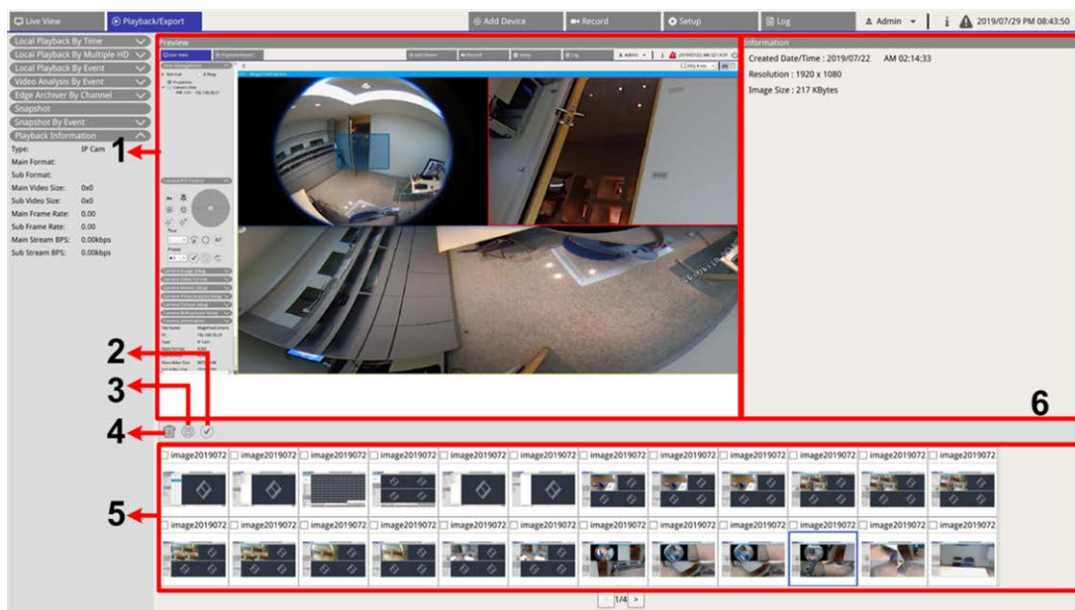 Live View
Playback/Export
Add Device
Record
Setup
Log
Admin
i
2019/07/29 PM 08:43:50
Local Playback By Time
Local Playback By Multiple HD
Local Playback By Event
Video Analysis By Event
Edge Archiver By Channel
Snapshot
Snapshot By Event
Playback Information
Type: IP Cam
Main Format:
Sub Format:
Main Video Size: 0x0
Sub Video Size: 0x0
Main Frame Rate: 0.00
Sub Frame Rate: 0.00
Main Stream BPS: 0.00kbps
Sub Stream BPS: 0.00kbps
Preview
Information
Created Date/Time : 2019/07/22 AM 02:14:33
Resolution : 1920 x 1080
Image Size : 217 KBytes
1
2
3
4
5
6
image2019072 image2019072 image2019072 image2019072 image2019072 image2019072 image2019072 image2019072 image2019072 image2019072 image2019072 image2019072
image2019072 image2019072 image2019072 image2019072 image2019072 image2019072 image2019072 image2019072 image2019072 image2019072 image2019072 image2019072
< 1/4 >